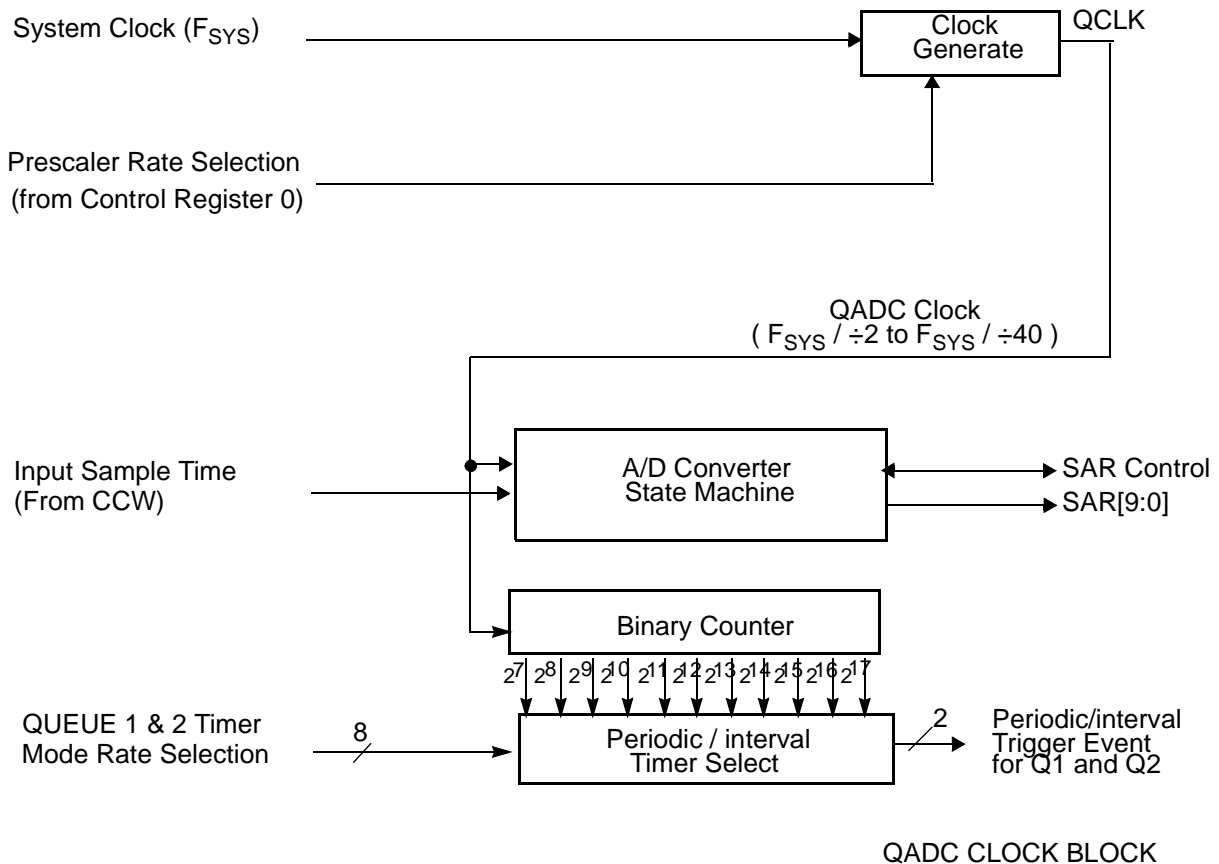 System Clock (FSYS)
Clock
Generate
QCLK
Prescaler Rate Selection
(from Control Register 0)
QADC Clock
( FSYS / ÷2 to FSYS / ÷40 )
Input Sample Time
(From CCW)
A/D Converter
State Machine
SAR Control
SAR[9:0]
Binary Counter
2^7 2^8 2^9 2^10 2^11 2^12 2^13 2^14 2^15 2^16 2^17
QUEUE 1 & 2 Timer
Mode Rate Selection
8
Periodic / interval
Timer Select
2
Periodic/interval
Trigger Event
for Q1 and Q2
QADC CLOCK BLOCK